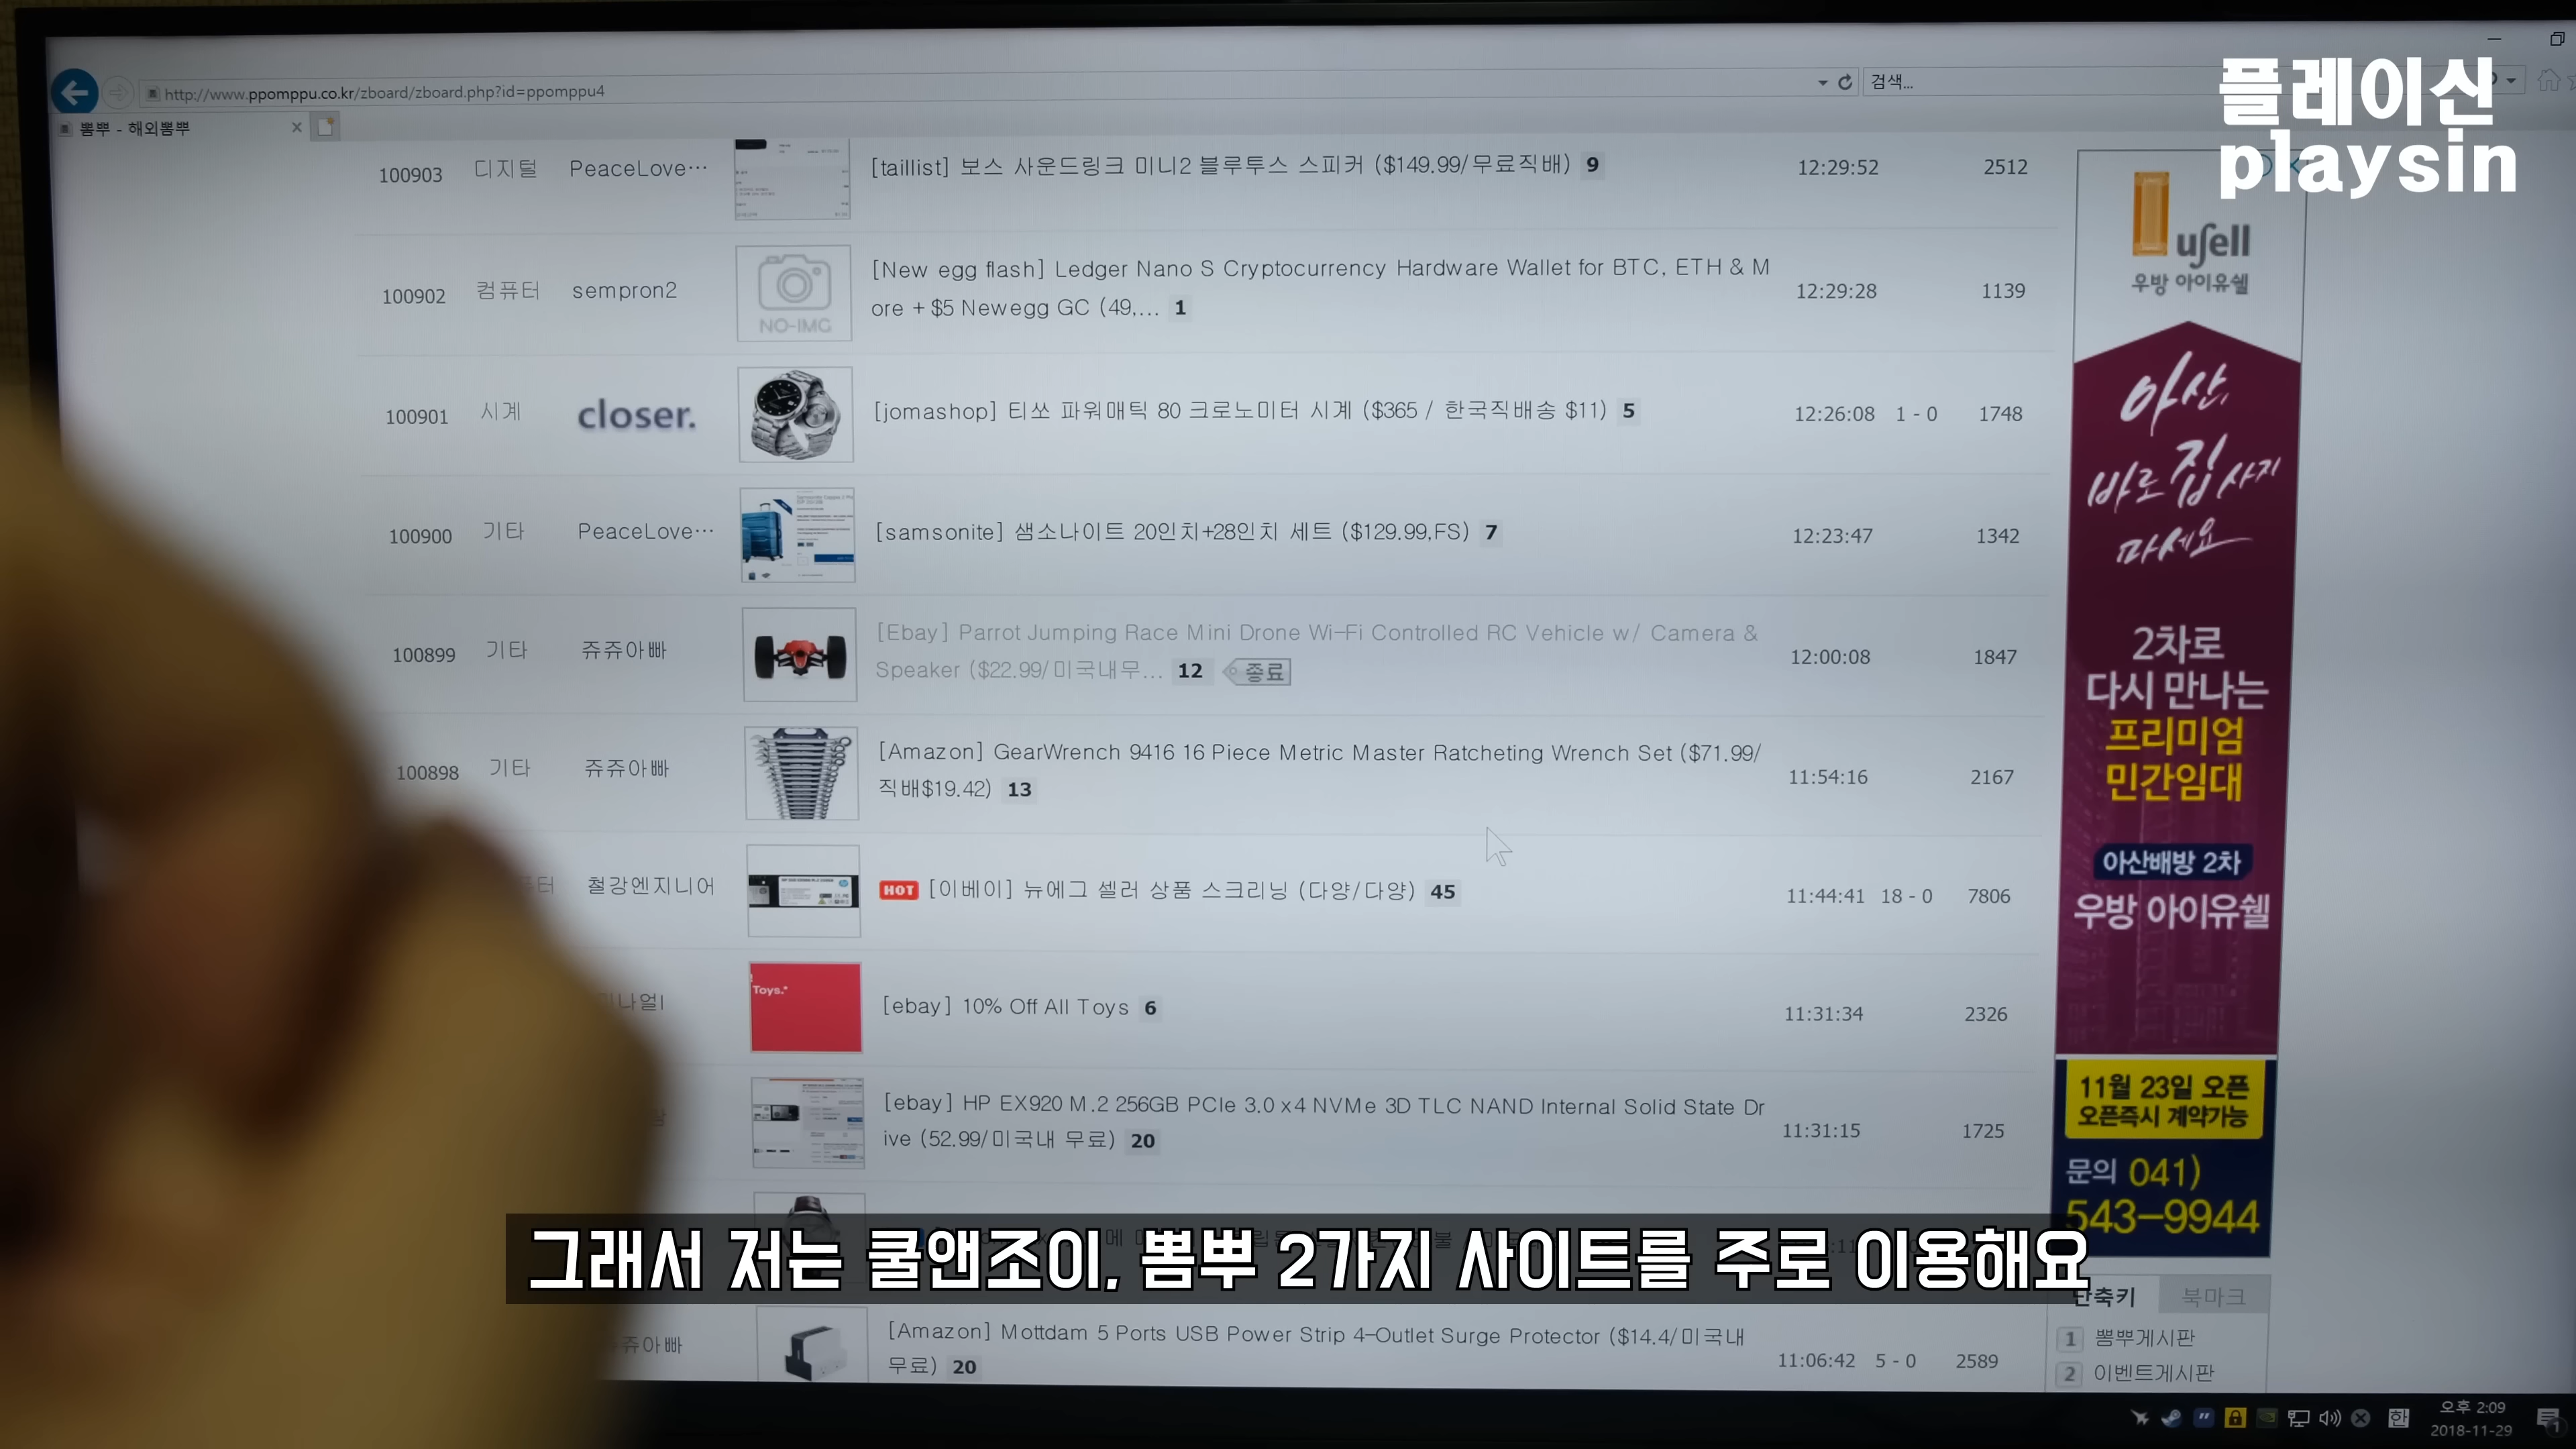 플레이신
playsin
http://www.ppomppu.co.kr/zboard/zboard.php?id=ppomppu4
검색...
뽐뿌 - 해외뽐뿌
100903 디지털 PeaceLove… [taillist] 보스 사운드링크 미니2 블루투스 스피커 ($149.99/무료직배) 9 12:29:52 2512
100902 컴퓨터 sempron2 NO-IMG [New egg flash] Ledger Nano S Cryptocurrency Hardware Wallet for BTC, ETH & M
ore + $5 Newegg GC (49,... 1 12:29:28 1139
100901 시계 closer. [jomashop] 티쏘 파워매틱 80 크로노미터 시계 ($365 / 한국직배송 $11) 5 12:26:08 1 - 0 1748
100900 기타 PeaceLove… [samsonite] 샘소나이트 20인치+28인치 세트 ($129.99,FS) 7 12:23:47 1342
100899 기타 쥬쥬아빠 [Ebay] Parrot Jumping Race Mini Drone Wi-Fi Controlled RC Vehicle w/ Camera &
Speaker ($22.99/미국내무... 12 종료 12:00:08 1847
100898 기타 쥬쥬아빠 [Amazon] GearWrench 9416 16 Piece Metric Master Ratcheting Wrench Set ($71.99/
직배$19.42) 13 11:54:16 2167
철강엔지니어 HOT [이베이] 뉴에그 셀러 상품 스크리닝 (다양/다양) 45 11:44:41 18 - 0 7806
Toys." [ebay] 10% Off All Toys 6 11:31:34 2326
[ebay] HP EX920 M.2 256GB PCIe 3.0 x4 NVMe 3D TLC NAND Internal Solid State Dr
ive (52.99/미국내 무료) 20 11:31:15 1725
[Amazon] Mottdam 5 Ports USB Power Strip 4-Outlet Surge Protector ($14.4/미국내
무료) 20 11:06:42 5 - 0 2589
usell
우방 아이유쉘
아산,
바로 집 사지
마세요
2차로
다시 만나는
프리미엄
민간임대
아산배방 2차
우방 아이유쉘
11월 23일 오픈
오픈즉시 계약가능
문의 041)
543-9944
그래서 저는 쿨앤조이, 뽐뿌 2가지 사이트를 주로 이용해요
단축키 북마크
1 뽐뿌게시판
2 이벤트게시판
한
오후 2:09
2018-11-29